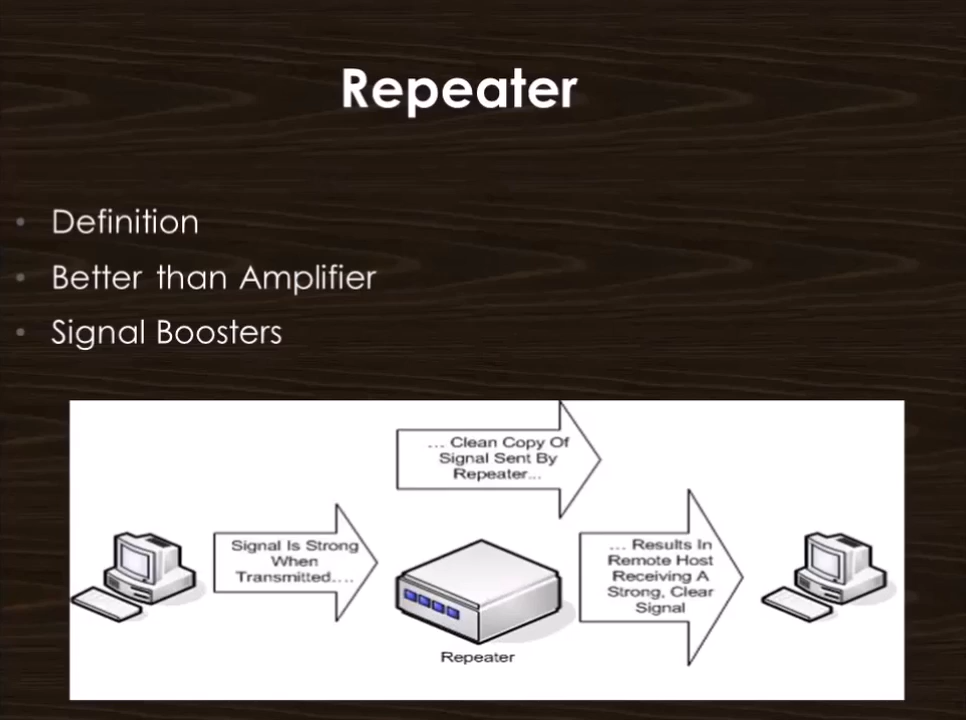 Repeater
• Definition
• Better than Amplifier
• Signal Boosters
... Clean Copy Of
Signal Sent By
Repeater...
Signal Is Strong
When
Transmitted....
... Results In
Remote Host
Receiving A
Strong, Clear
Signal
Repeater